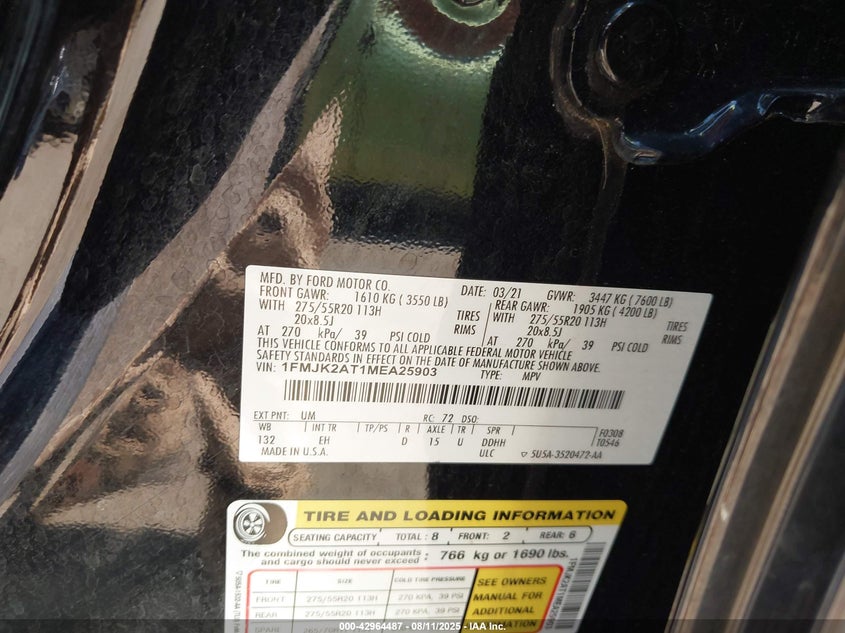 MFD. BY FORD MOTOR CO.
DATE: 03/21 GVWR: 3447 KG ( 7600 LB)
FRONT GAWR: 1610 KG ( 3550 LB)
REAR GAWR: 1905 KG ( 4200 LB)
WITH 275/55R20 113H TIRES
WITH 275/55R20 113H TIRES
20x8.5J RIMS
20x8.5J RIMS
AT 270 kPa/ 39 PSI COLD
AT 270 kPa/ 39 PSI COLD
THIS VEHICLE CONFORMS TO ALL APPLICABLE FEDERAL MOTOR VEHICLE
SAFETY STANDARDS IN EFFECT ON THE DATE OF MANUFACTURE SHOWN ABOVE.
VIN: 1FMJK2AT1MEA25903 TYPE: MPV
EXT PNT: UM RC: 72 DSO:
WB INT TR TP/PS R AXLE TR SPR F0308
132 EH D 15 U DDHH T0546
MADE IN U.S.A. ULC 5U5A-3520472-AA
TIRE AND LOADING INFORMATION
SEATING CAPACITY TOTAL: 8 FRONT: 2 REAR: 6
The combined weight of occupants and cargo should never exceed : 766 kg or 1690 lbs.
TIRE SIZE COLD TIRE PRESSURE
FRONT 275/55R20 113H 270 KPA, 39 PSI
REAR 275/55R20 113H 270 KPA, 39 PSI
SPARE
SEE OWNERS
MANUAL FOR
ADDITIONAL
1FMJK2AT1MEA25903
000-42964487 - 08/11/2025 - IAA Inc.